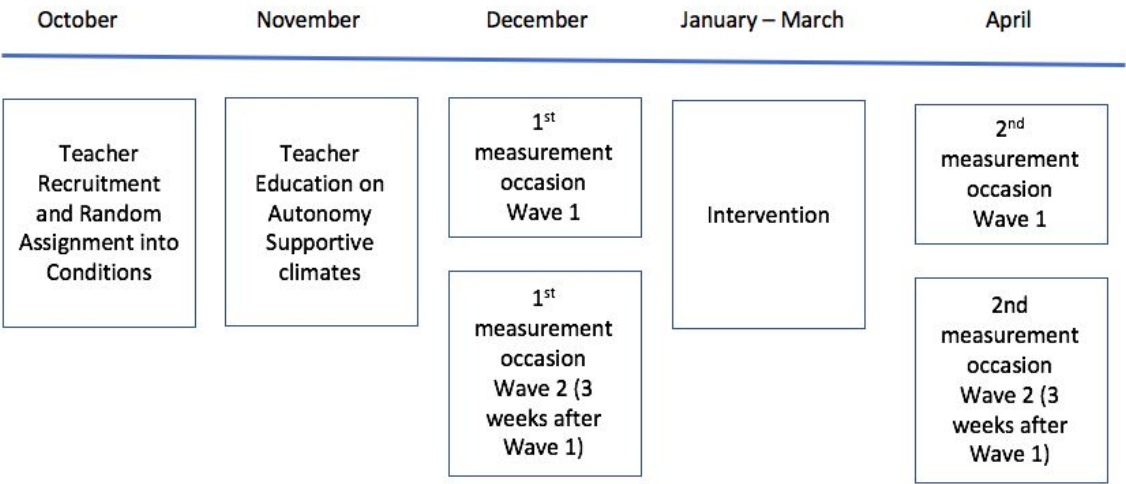 October
November
December
January – March
April
Teacher
Recruitment
and Random
Assignment into
Conditions
Teacher
Education on
Autonomy
Supportive
climates
1st
measurement
occasion
Wave 1
1st
measurement
occasion
Wave 2 (3
weeks after
Wave 1)
Intervention
2nd
measurement
occasion
Wave 1
2nd
measurement
occasion
Wave 2 (3
weeks after
Wave 1)